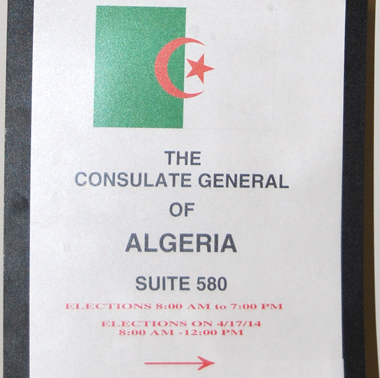 THE
CONSULATE GENERAL
OF
ALGERIA
SUITE 580
ELECTIONS 8:00 AM to 7:00 PM
ELECTIONS ON 4/17/14
8:00 AM -12:00 PM